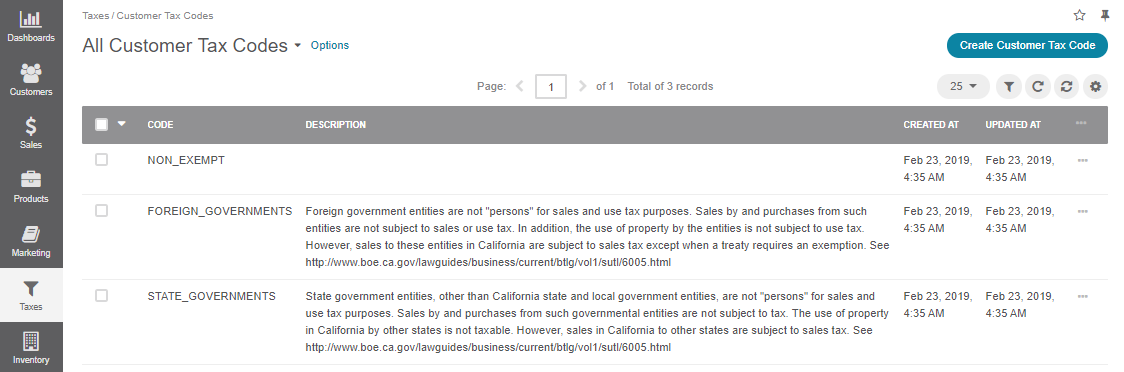 Dashboards
Customers
Sales
Products
Marketing
Taxes
Inventory
Taxes / Customer Tax Codes
All Customer Tax Codes Options
Create Customer Tax Code
Page: 1 of 1 Total of 3 records
25
CODE DESCRIPTION CREATED AT UPDATED AT
NON_EXEMPT Feb 23, 2019, Feb 23, 2019,
4:35 AM 4:35 AM
FOREIGN_GOVERNMENTS Foreign government entities are not "persons" for sales and use tax purposes. Sales by and purchases from such Feb 23, 2019, Feb 23, 2019,
entities are not subject to sales or use tax. In addition, the use of property by the entities is not subject to use tax. 4:35 AM 4:35 AM
However, sales to these entities in California are subject to sales tax except when a treaty requires an exemption. See
http://www.boe.ca.gov/lawguides/business/current/btlg/vol1/sutl/6005.html
STATE_GOVERNMENTS State government entities, other than California state and local government entities, are not "persons" for sales and Feb 23, 2019, Feb 23, 2019,
use tax purposes. Sales by and purchases from such governmental entities are not subject to tax. The use of property 4:35 AM 4:35 AM
in California by other states is not taxable. However, sales in California to other states are subject to sales tax. See
http://www.boe.ca.gov/lawguides/business/current/btlg/vol1/sutl/6005.html